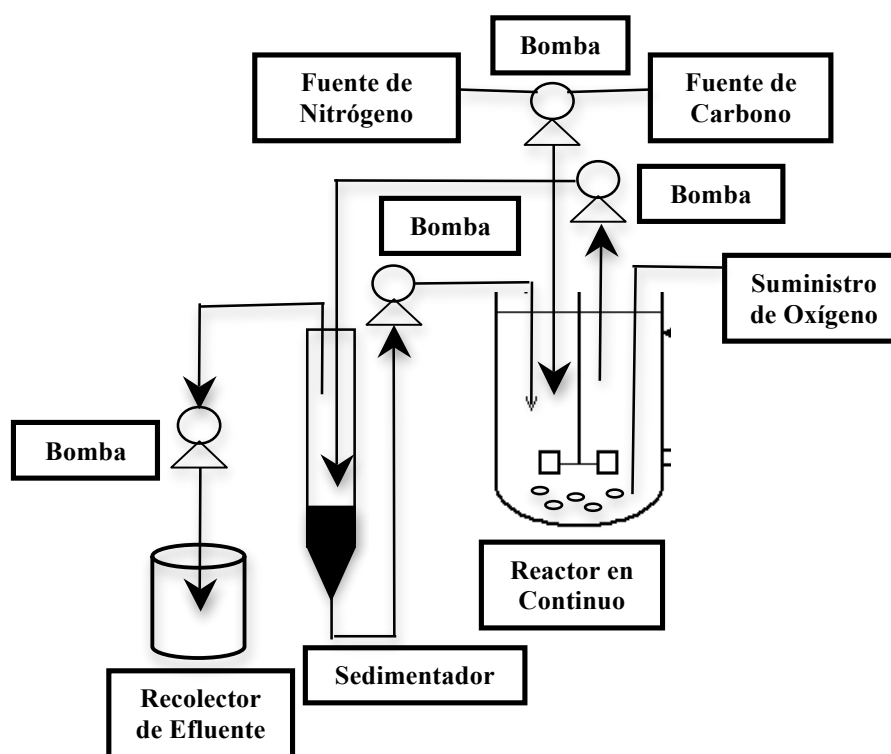 Bomba
Fuente de
Nitrógeno
Fuente de
Carbono
Bomba
Bomba
Suministro
de Oxígeno
Bomba
Reactor en
Continuo
Sedimentador
Recolector
de Efluente